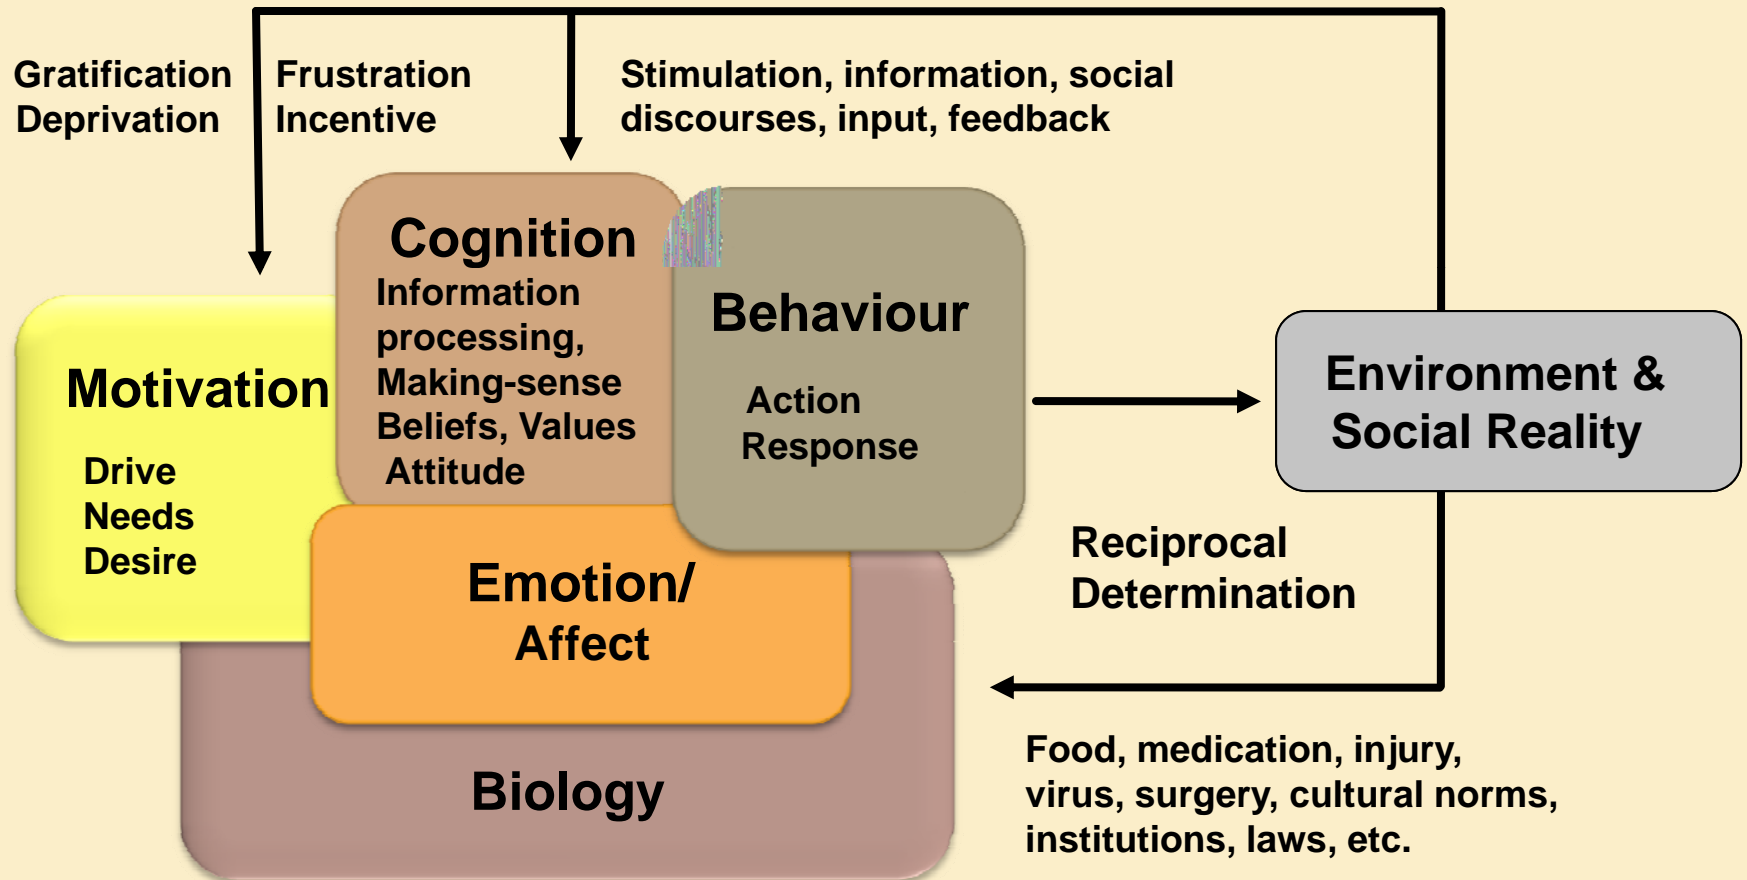 Gratification
Deprivation
Frustration
Incentive
Stimulation, information, social
discourses, input, feedback
Cognition
Information
processing,
Making-sense
Beliefs, Values
Attitude
Behaviour
Action
Response
Motivation
Drive
Needs
Desire
Environment &
Social Reality
Emotion/
Affect
Reciprocal
Determination
Biology
Food, medication, injury,
virus, surgery, cultural norms,
institutions, laws, etc.